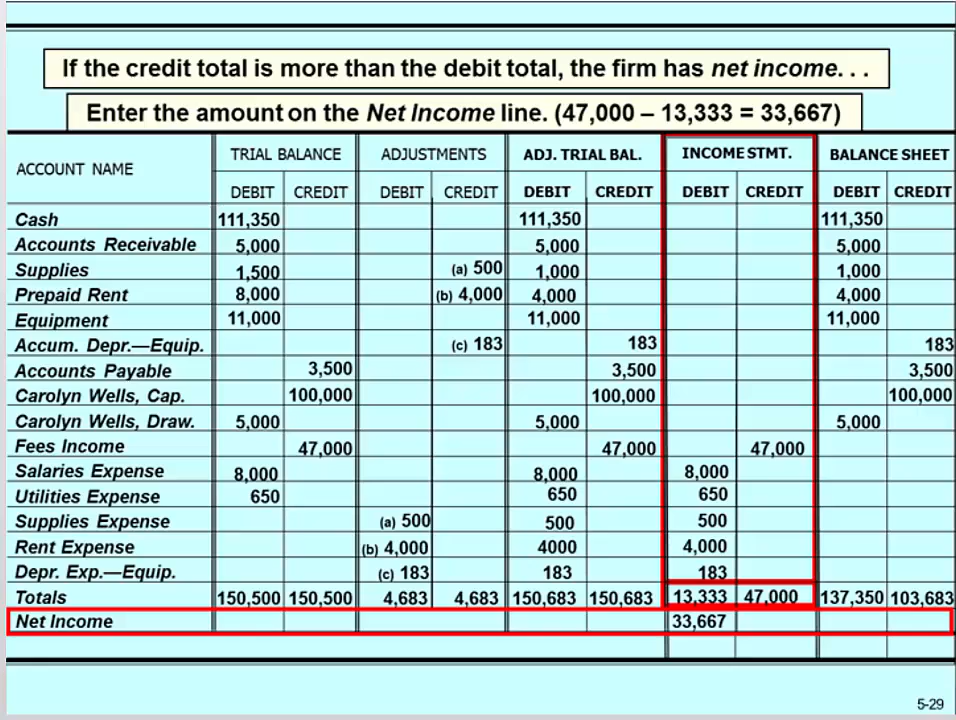 If the credit total is more than the debit total, the firm has net income. . .
Enter the amount on the Net Income line. (47,000 – 13,333 = 33,667)
ACCOUNT NAME TRIAL BALANCE ADJUSTMENTS ADJ. TRIAL BAL. INCOME STMT. BALANCE SHEET
DEBIT CREDIT DEBIT CREDIT DEBIT CREDIT DEBIT CREDIT DEBIT CREDIT
Cash 111,350 111,350 111,350
Accounts Receivable 5,000 5,000 5,000
Supplies 1,500 (a) 500 1,000 1,000
Prepaid Rent 8,000 (b) 4,000 4,000 4,000
Equipment 11,000 11,000 11,000
Accum. Depr.—Equip. (c) 183 183 183
Accounts Payable 3,500 3,500 3,500
Carolyn Wells, Cap. 100,000 100,000 100,000
Carolyn Wells, Draw. 5,000 5,000 5,000
Fees Income 47,000 47,000 47,000
Salaries Expense 8,000 8,000 8,000
Utilities Expense 650 650 650
Supplies Expense (a) 500 500 500
Rent Expense (b) 4,000 4000 4,000
Depr. Exp.—Equip. (c) 183 183 183
Totals 150,500 150,500 4,683 4,683 150,683 150,683 13,333 47,000 137,350 103,683
Net Income 33,667
5-29